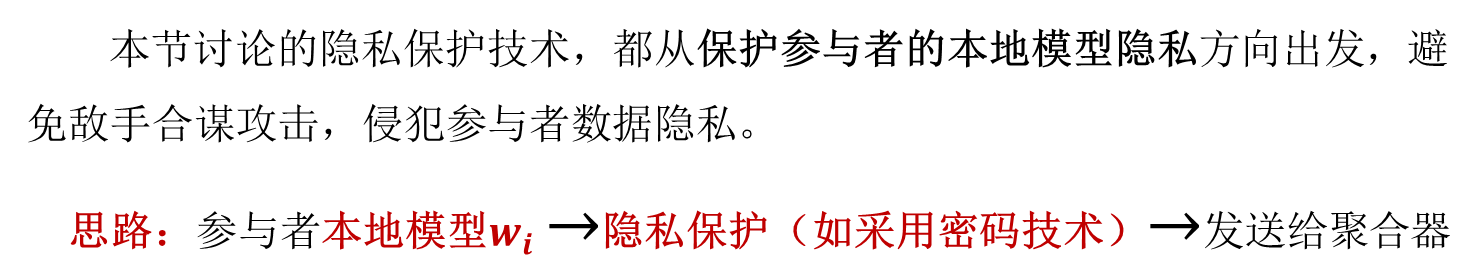 本节讨论的隐私保护技术，都从保护参与者的本地模型隐私方向出发，避
免敌手合谋攻击，侵犯参与者数据隐私。
思路：参与者本地模型w_i →隐私保护（如采用密码技术）→发送给聚合器